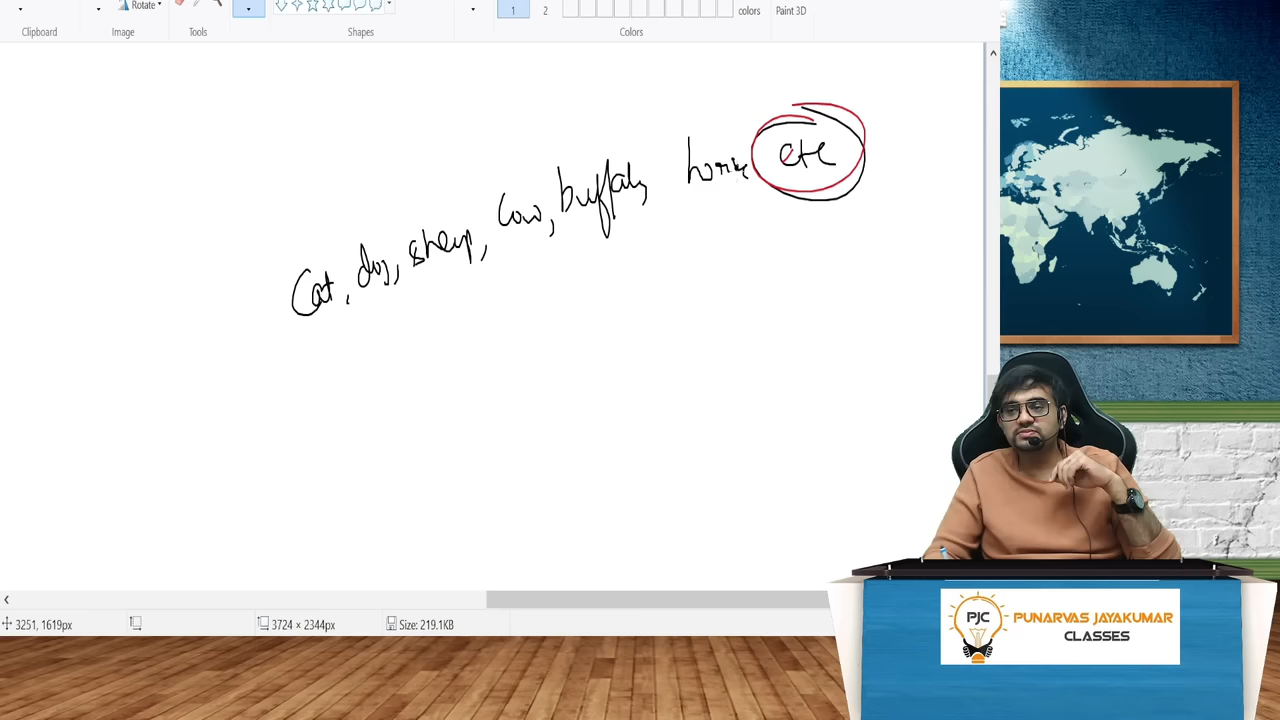 Rotate
1
2
colors
Paint 3D
Clipboard
Image
Tools
Shapes
Colors
Cat, dog, sheep, Cow, buffalo, horse etc
3251, 1619px
3724 × 2344px
Size: 219.1KB
PJC
PUNARVAS JAYAKUMAR
CLASSES